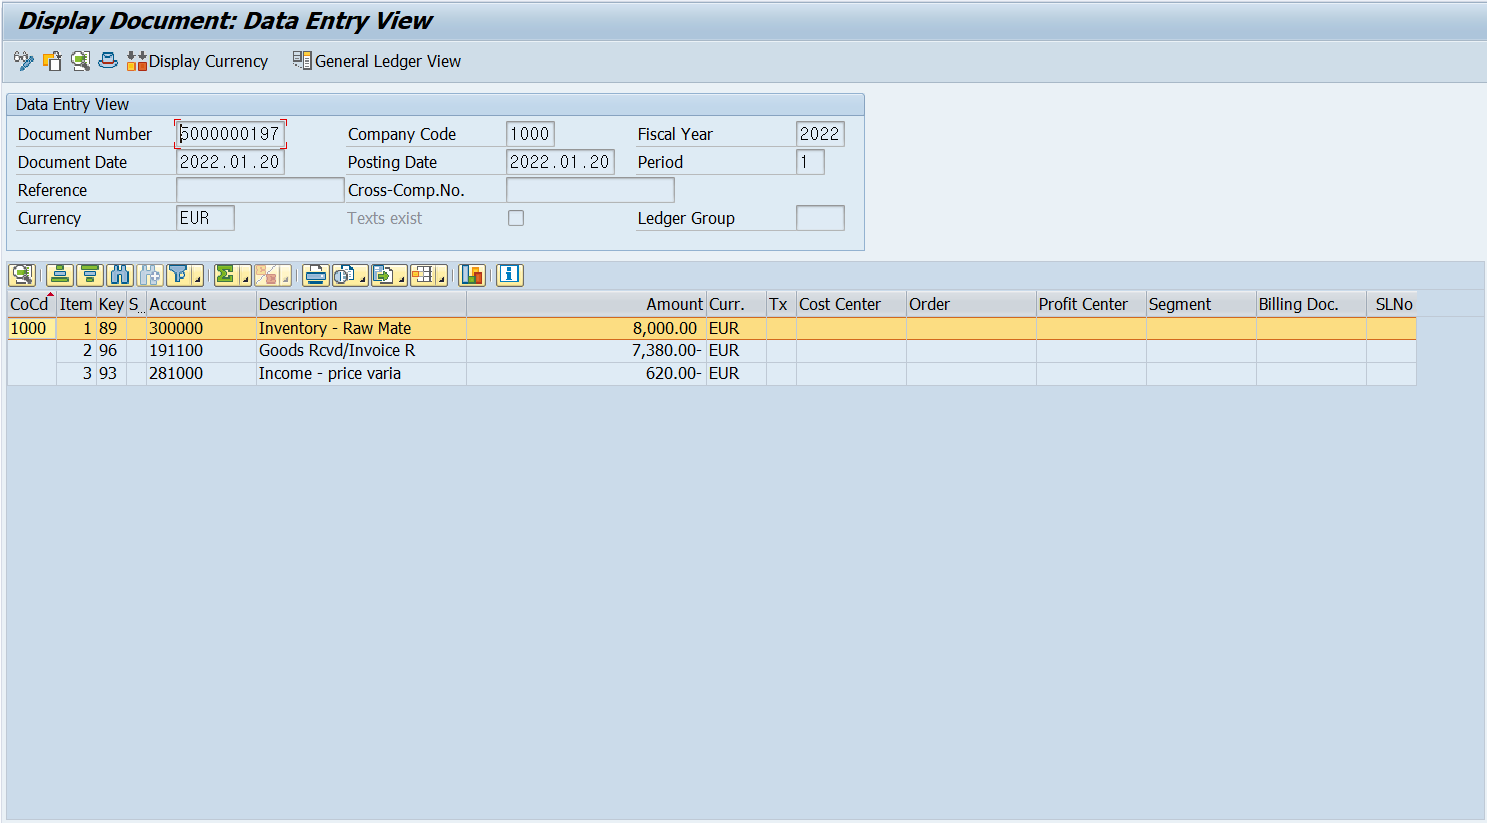 Display Document: Data Entry View
Display Currency General Ledger View
Data Entry View
Document Number 5000000197 Company Code 1000 Fiscal Year 2022
Document Date 2022.01.20 Posting Date 2022.01.20 Period 1
Reference Cross-Comp.No.
Currency EUR Texts exist Ledger Group
CoCd Item Key S... Account Description Amount Curr. Tx Cost Center Order Profit Center Segment Billing Doc. SLNo
1000 1 89 300000 Inventory - Raw Mate 8,000.00 EUR
2 96 191100 Goods Rcvd/Invoice R 7,380.00- EUR
3 93 281000 Income - price varia 620.00- EUR